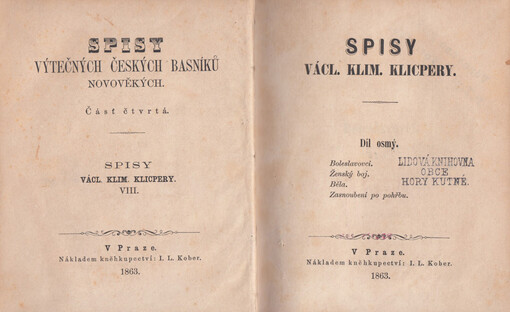 SPISY
VÝTEČNÝCH ČESKÝCH BASNÍKŮ
NOVOVĚKÝCH.
Část čtvrtá.
SPISY
VÁCL. KLIM. KLICPERY.
VIII.
V Praze.
Nákladem kněhkupectví: I. L. Kober.
1863.
SPISY
VÁCL. KLIM. KLICPERY.
Díl osmý.
Boleslavovci.
Ženský boj.
Běla.
Zasnoubení po pohřbu.
LIDOVÁ KNIHOVNA
OBCE
HORY KUTNÉ.
V Praze.
Nákladem kněhkupectví: I. L. Kober.
1863.